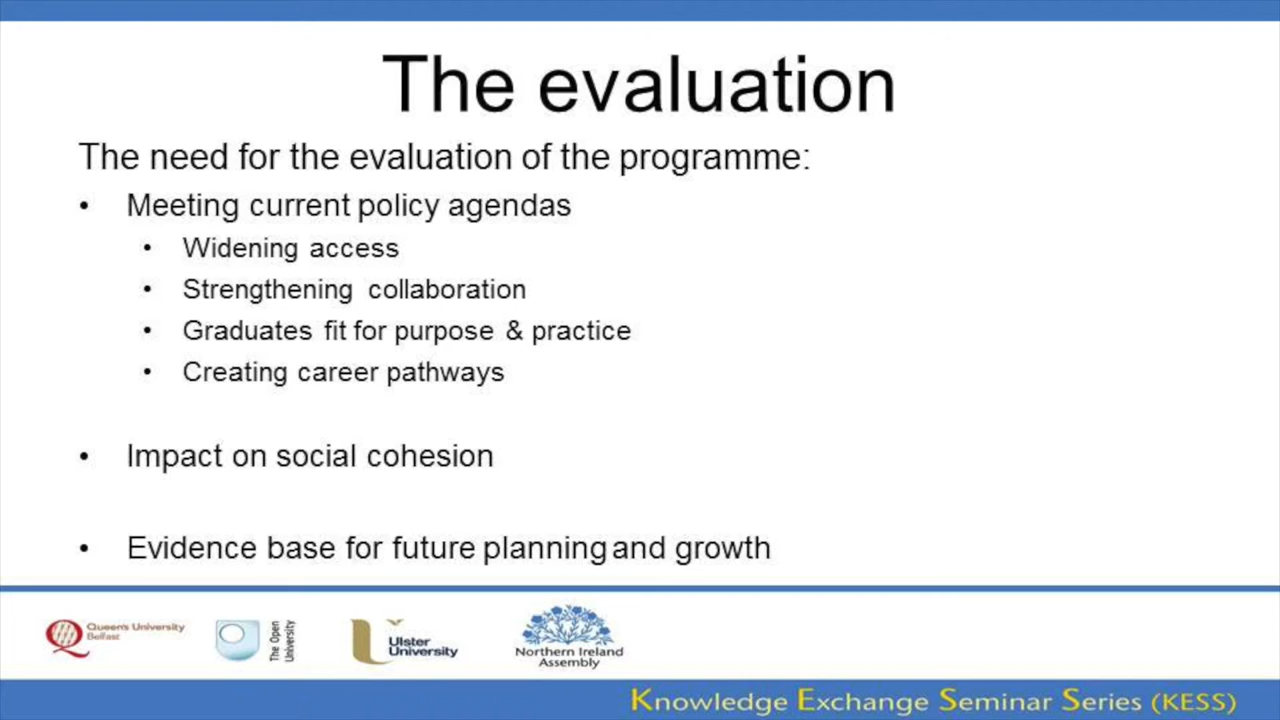 The evaluation
The need for the evaluation of the programme:
• Meeting current policy agendas
• Widening access
• Strengthening collaboration
• Graduates fit for purpose & practice
• Creating career pathways
• Impact on social cohesion
• Evidence base for future planning and growth
Queen's University
Belfast
The Open
University
Ulster
University
Northern Ireland
Assembly
Knowledge Exchange Seminar Series (KESS)